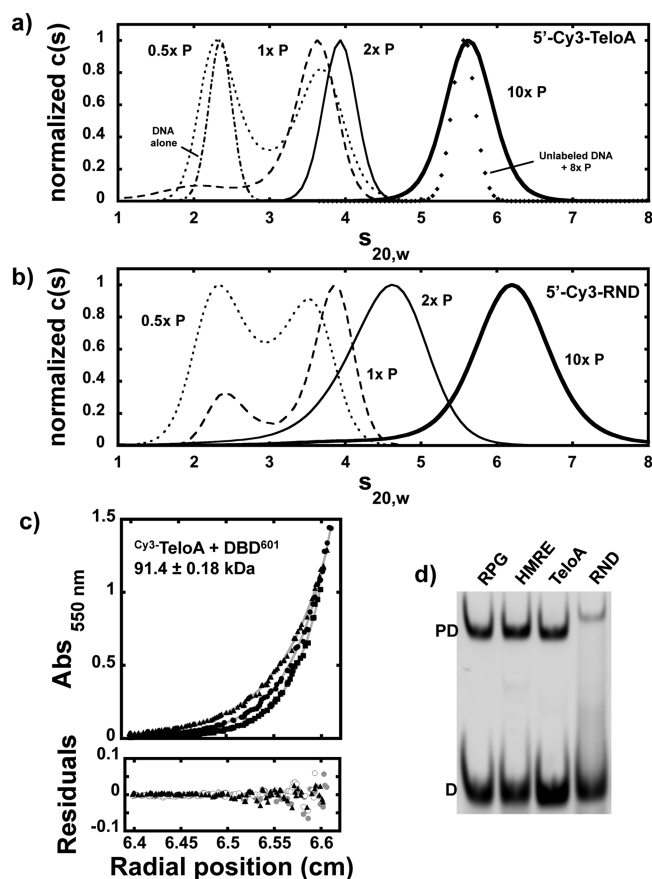 a)
5'-Cy3-TeloA
0.5x P
1x P
2x P
10x P
DNA alone
Unlabeled DNA + 8x P
normalized c(s)
1
0.8
0.6
0.4
0.2
0
1 2 3 4 5 6 7 8
s20,w
b)
5'-Cy3-RND
0.5x P
2x P
1x P
10x P
normalized c(s)
1
0.8
0.6
0.4
0.2
0
1 2 3 4 5 6 7 8
s20,w
c)
Cy3-TeloA + DBD601
91.4 ± 0.18 kDa
Abs 550 nm
1.5
1
0.5
0
Residuals
0.1
0
-0.1
6.4 6.45 6.5 6.55 6.6
Radial position (cm)
d)
RPG HMRE TeloA RND
PD
D